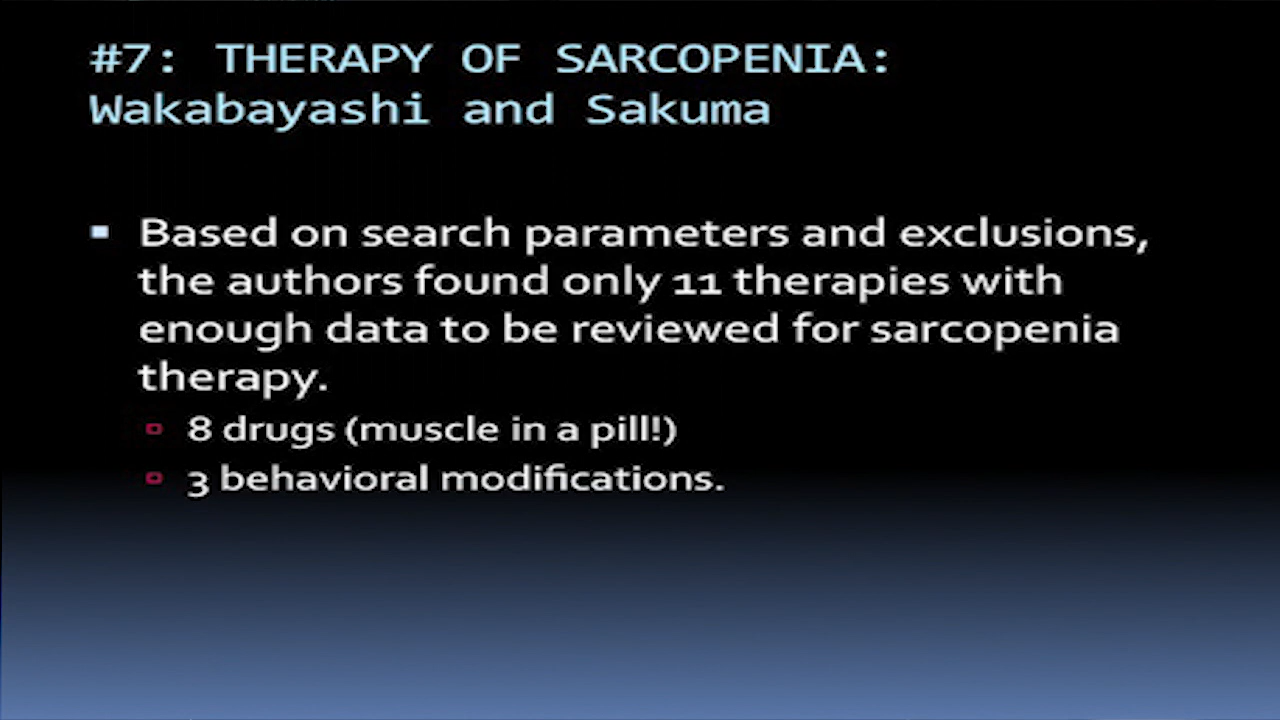 #7: THERAPY OF SARCOPENIA:
Wakabayashi and Sakuma
Based on search parameters and exclusions,
the authors found only 11 therapies with
enough data to be reviewed for sarcopenia
therapy.
8 drugs (muscle in a pill!)
3 behavioral modifications.